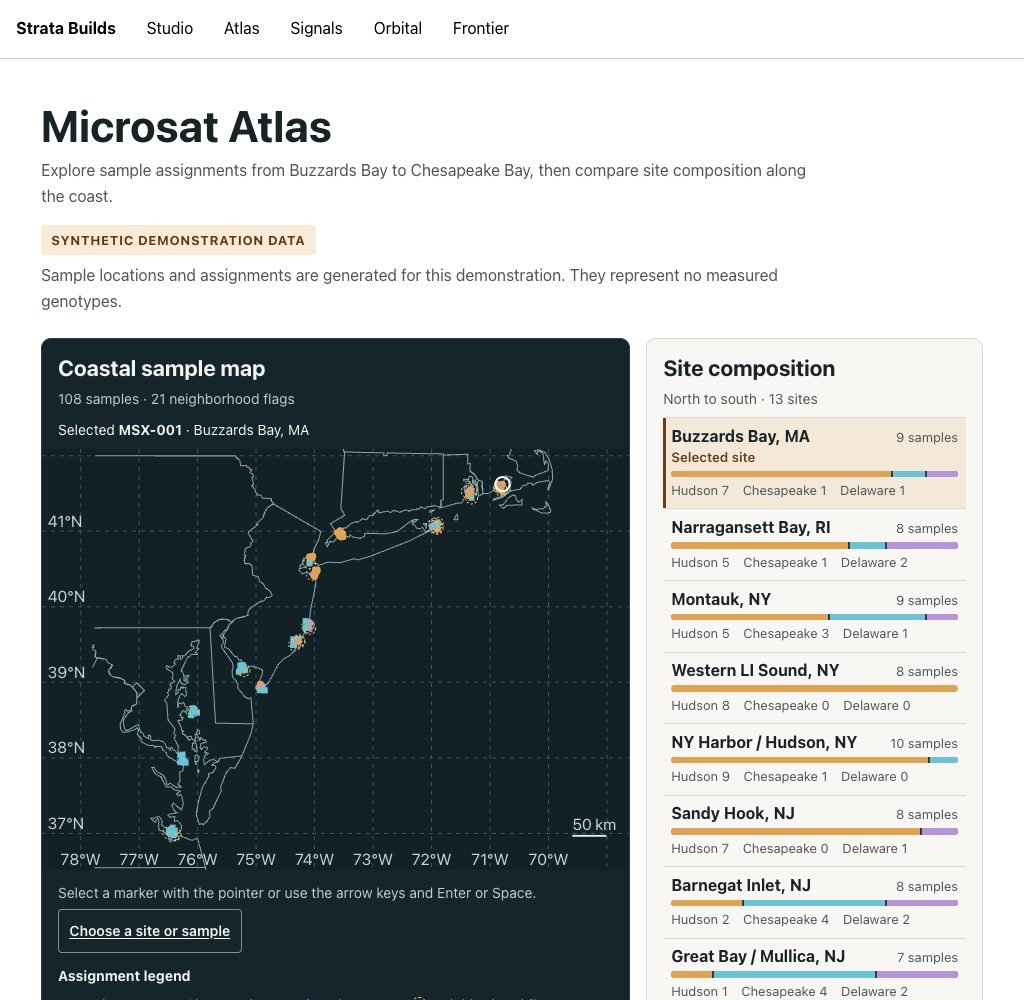 Strata Builds Studio Atlas Signals Orbital Frontier
Microsat Atlas
Explore sample assignments from Buzzards Bay to Chesapeake Bay, then compare site composition along
the coast.
SYNTHETIC DEMONSTRATION DATA
Sample locations and assignments are generated for this demonstration. They represent no measured
genotypes.
Coastal sample map
108 samples · 21 neighborhood flags
Selected MSX-001 · Buzzards Bay, MA
41°N
40°N
39°N
38°N
37°N
50 km
78°W 77°W 76°W 75°W 74°W 73°W 72°W 71°W 70°W
Select a marker with the pointer or use the arrow keys and Enter or Space.
Choose a site or sample
Assignment legend
Site composition
North to south · 13 sites
Buzzards Bay, MA 9 samples
Selected site
Hudson 7 Chesapeake 1 Delaware 1
Narragansett Bay, RI 8 samples
Hudson 5 Chesapeake 1 Delaware 2
Montauk, NY 9 samples
Hudson 5 Chesapeake 3 Delaware 1
Western LI Sound, NY 8 samples
Hudson 8 Chesapeake 0 Delaware 0
NY Harbor / Hudson, NY 10 samples
Hudson 9 Chesapeake 1 Delaware 0
Sandy Hook, NJ 8 samples
Hudson 7 Chesapeake 0 Delaware 1
Barnegat Inlet, NJ 8 samples
Hudson 2 Chesapeake 4 Delaware 2
Great Bay / Mullica, NJ 7 samples
Hudson 1 Chesapeake 4 Delaware 2